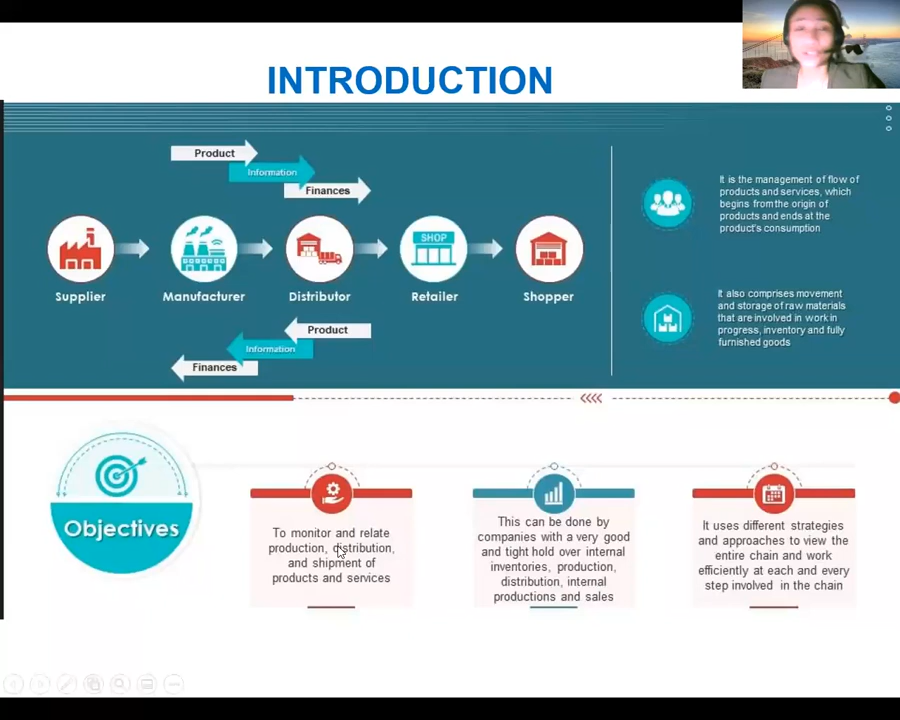 INTRODUCTION
Product
Information
Finances
SHOP
Supplier
Manufacturer
Distributor
Retailer
Shopper
Product
Information
Finances
It is the management of flow of
products and services, which
begins from the origin of
products and ends at the
product's consumption
It also comprises movement
and storage of raw materials
that are involved in work in
progress, inventory and fully
furnished goods
Objectives
To monitor and relate
production, distribution,
and shipment of
products and services
This can be done by
companies with a very good
and tight hold over internal
inventories, production,
distribution, internal
productions and sales
It uses different strategies
and approaches to view the
entire chain and work
efficiently at each and every
step involved in the chain